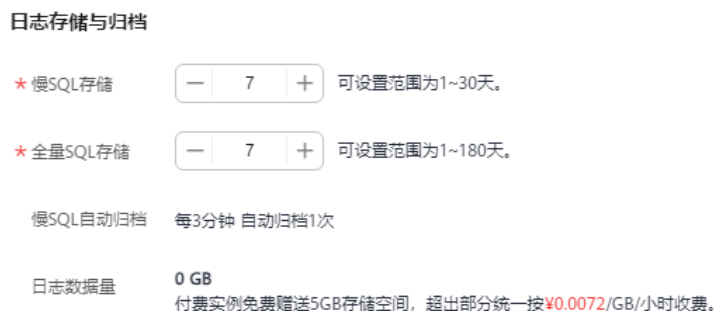 日志存储与归档
* 慢SQL存储 − 7 + 可设置范围为1~30天。
* 全量SQL存储 − 7 + 可设置范围为1~180天。
慢SQL自动归档 每3分钟 自动归档1次
日志数据量 0 GB
付费实例免费赠送5GB存储空间，超出部分统一按¥0.0072/GB/小时收费。